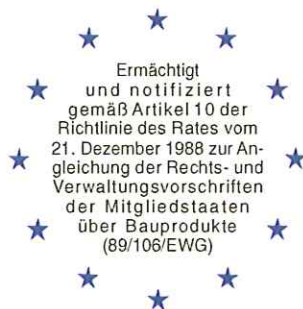 Ermächtigt
und notifiziert
gemäß Artikel 10 der
Richtlinie des Rates vom
21. Dezember 1988 zur An-
gleichung der Rechts- und
Verwaltungsvorschriften
der Mitgliedstaaten
über Bauprodukte
(89/106/EWG)